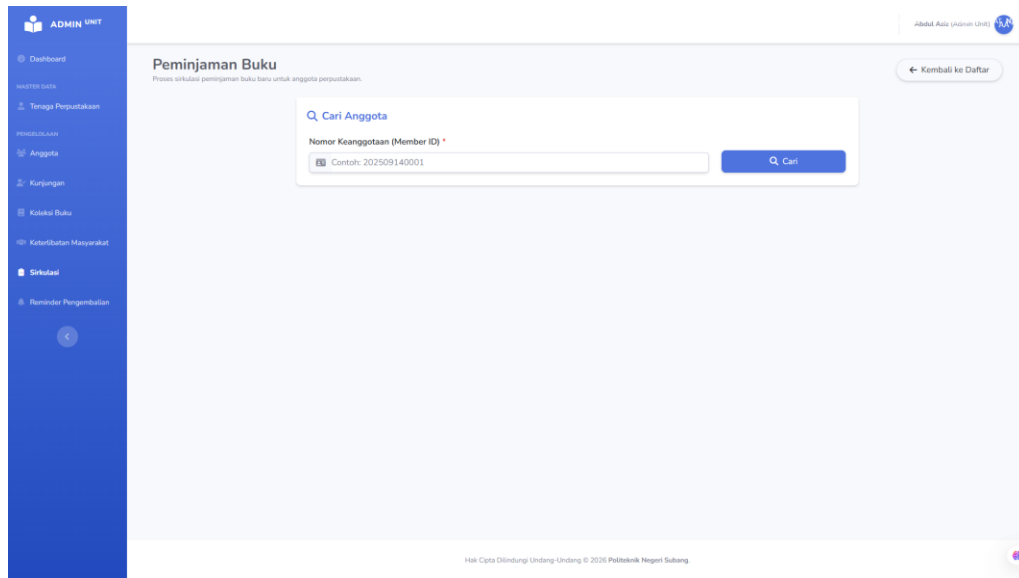 ADMIN UNIT
Abdul Aziz (Admin Unit)
Dashboard
MASTER DATA
Tenaga Perpustakaan
PENGELOLAAN
Anggota
Kunjungan
Koleksi Buku
Keterlibatan Masyarakat
Sirkulasi
Reminder Pengembalian
Peminjaman Buku
Proses sirkulasi peminjaman buku baru untuk anggota perpustakaan.
← Kembali ke Daftar
Cari Anggota
Nomor Keanggotaan (Member ID) *
Contoh: 202509140001
Cari
Hak Cipta Dilindungi Undang-Undang © 2026 Politeknik Negeri Subang.